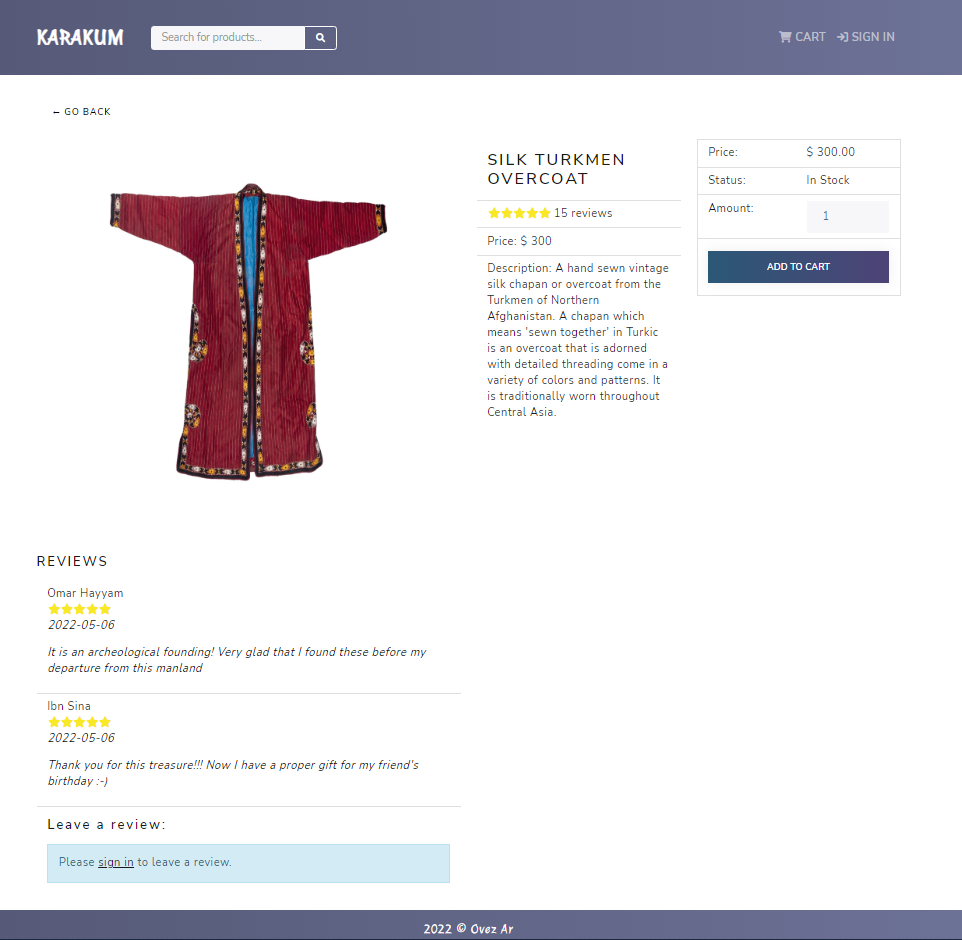 KARAKUM
Search for products...
CART
SIGN IN
← GO BACK
SILK TURKMEN
OVERCOAT
15 reviews
Price: $ 300
Description: A hand sewn vintage
silk chapan or overcoat from the
Turkmen of Northern
Afghanistan. A chapan which
means 'sewn together' in Turkic
is an overcoat that is adorned
with detailed threading come in a
variety of colors and patterns. It
is traditionally worn throughout
Central Asia.
Price: $ 300.00
Status: In Stock
Amount: 1
ADD TO CART
REVIEWS
Omar Hayyam
2022-05-06
It is an archeological founding! Very glad that I found these before my
departure from this manland
Ibn Sina
2022-05-06
Thank you for this treasure!!! Now I have a proper gift for my friend's
birthday :-)
Leave a review:
Please sign in to leave a review.
2022 © Ovez Ar